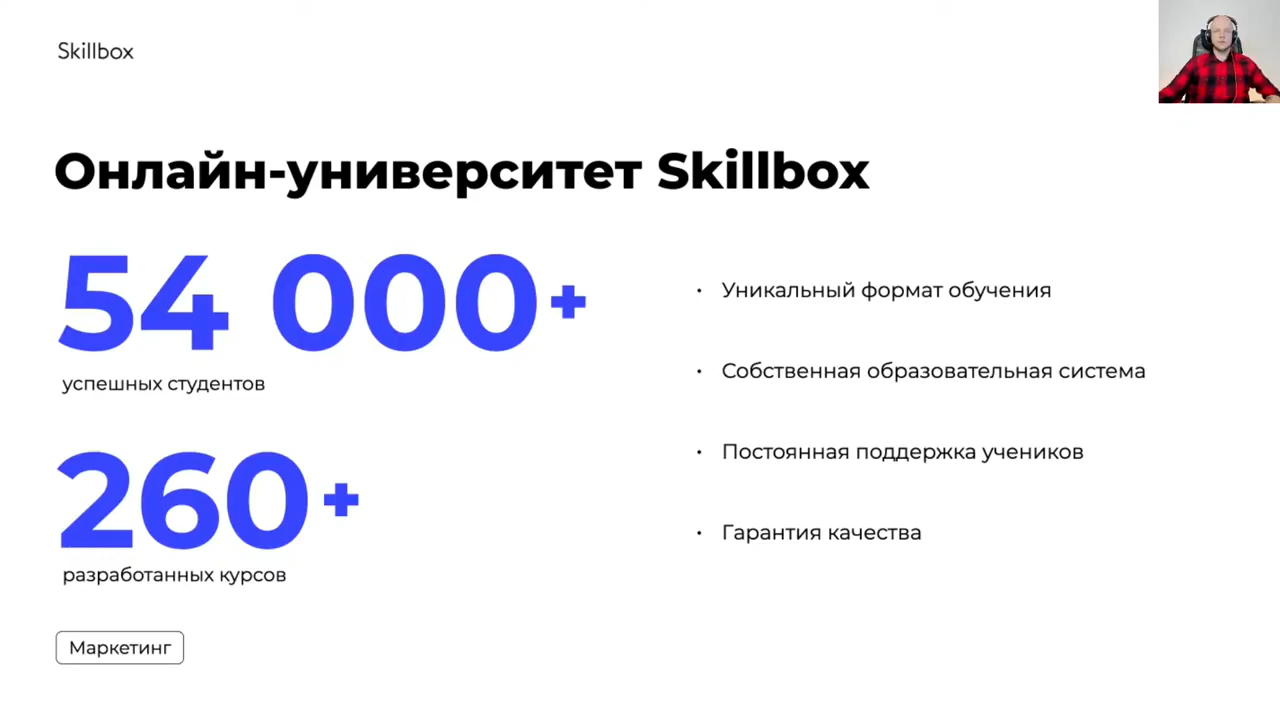 Skillbox
Онлайн-университет Skillbox
54 000+
успешных студентов
260+
разработанных курсов
• Уникальный формат обучения
• Собственная образовательная система
• Постоянная поддержка учеников
• Гарантия качества
Маркетинг